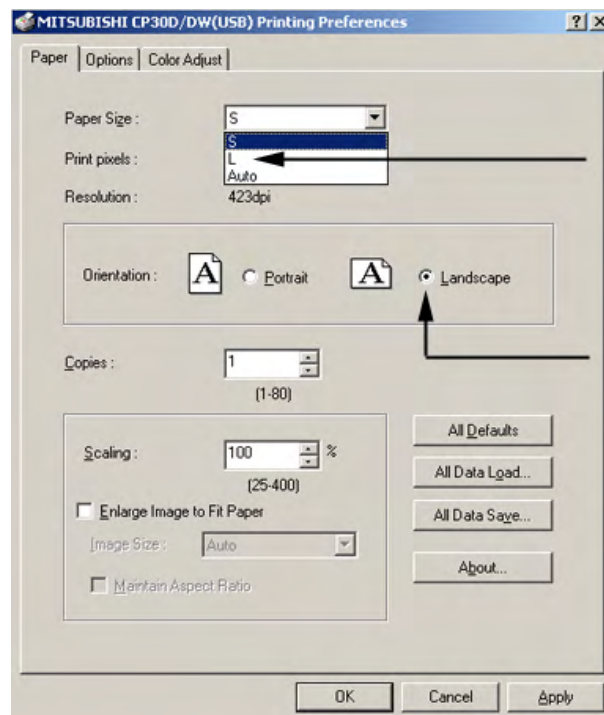 MITSUBISHI CP30D/DW(USB) Printing Preferences
Paper Options Color Adjust
Paper Size : S
S
Print pixels : L
Auto
Resolution : 423dpi
Orientation : A Portrait A Landscape
Copies : 1
(1-80)
Scaling : 100 %
(25-400)
Enlarge Image to Fit Paper
Image Size : Auto
Maintain Aspect Ratio
All Defaults
All Data Load...
All Data Save...
About...
OK Cancel Apply